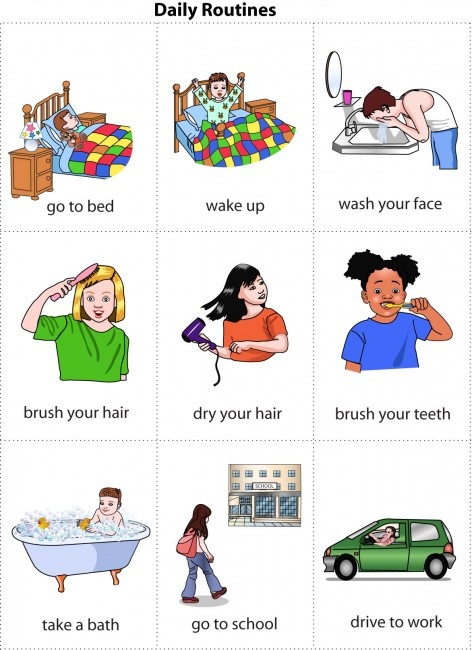 Daily Routines
go to bed
wake up
wash your face
brush your hair
dry your hair
brush your teeth
SCHOOL
take a bath
go to school
drive to work